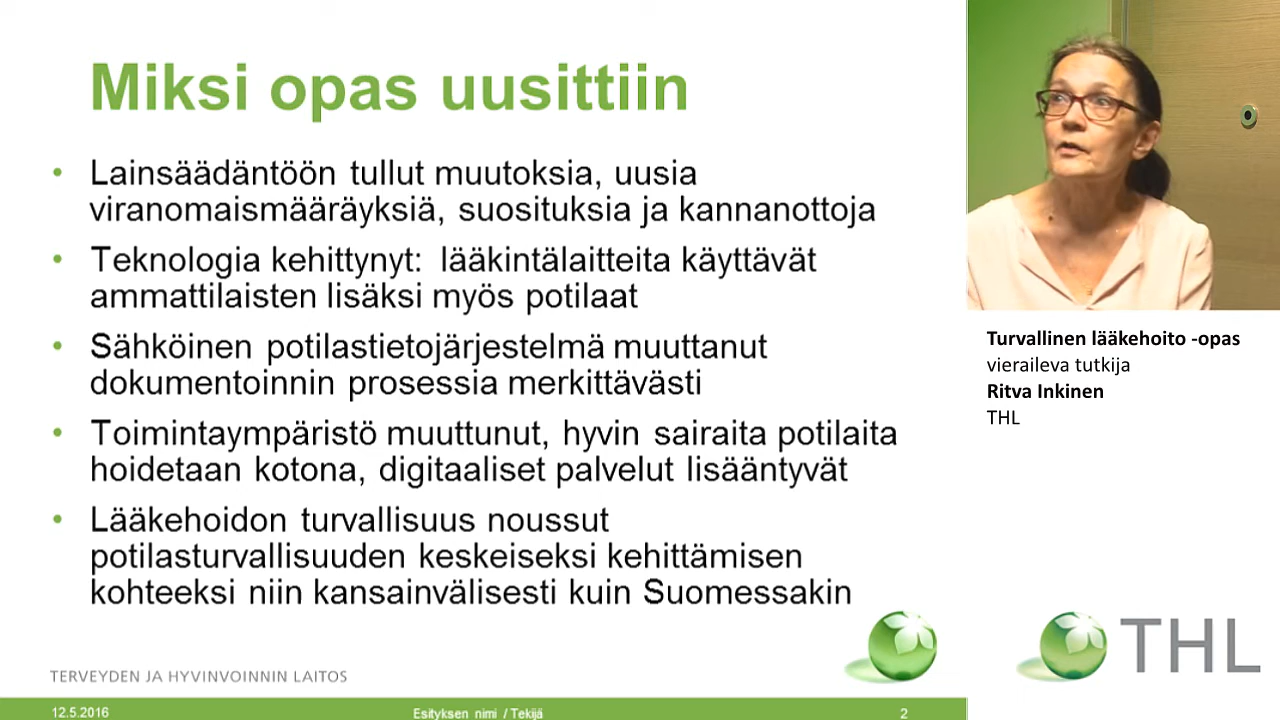 Miksi opas uusittiin
• Lainsäädäntöön tullut muutoksia, uusia
viranomaismääräyksiä, suosituksia ja kannanottoja
• Teknologia kehittynyt: lääkintälaitteita käyttävät
ammattilaisten lisäksi myös potilaat
• Sähköinen potilastietojärjestelmä muuttanut
dokumentoinnin prosessia merkittävästi
• Toimintaympäristö muuttunut, hyvin sairaita potilaita
hoidetaan kotona, digitaaliset palvelut lisääntyvät
• Lääkehoidon turvallisuus noussut
potilasturvallisuuden keskeiseksi kehittämisen
kohteeksi niin kansainvälisesti kuin Suomessakin
TERVEYDEN JA HYVINVOINNIN LAITOS
12.5.2016
Esityksen nimi / Tekijä
2
Turvallinen lääkehoito -opas
vieraileva tutkija
Ritva Inkinen
THL
THL